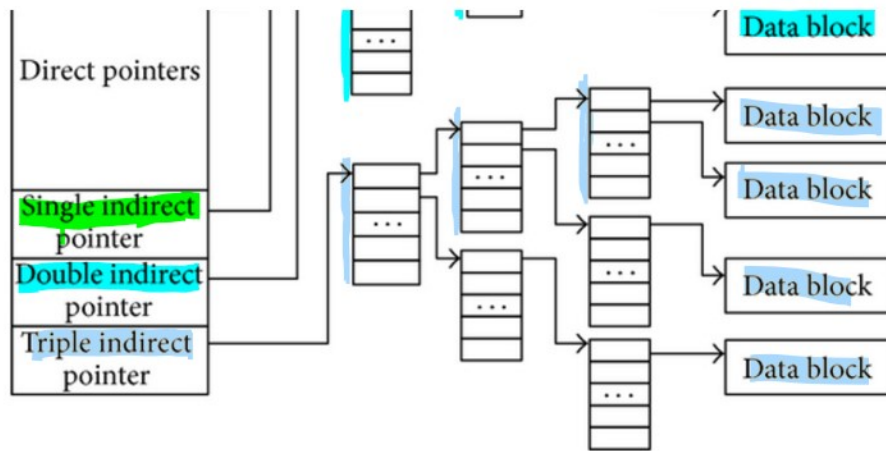 Data block
Direct pointers
Data block
Data block
Single indirect
pointer
Double indirect
pointer
Data block
Triple indirect
pointer
Data block